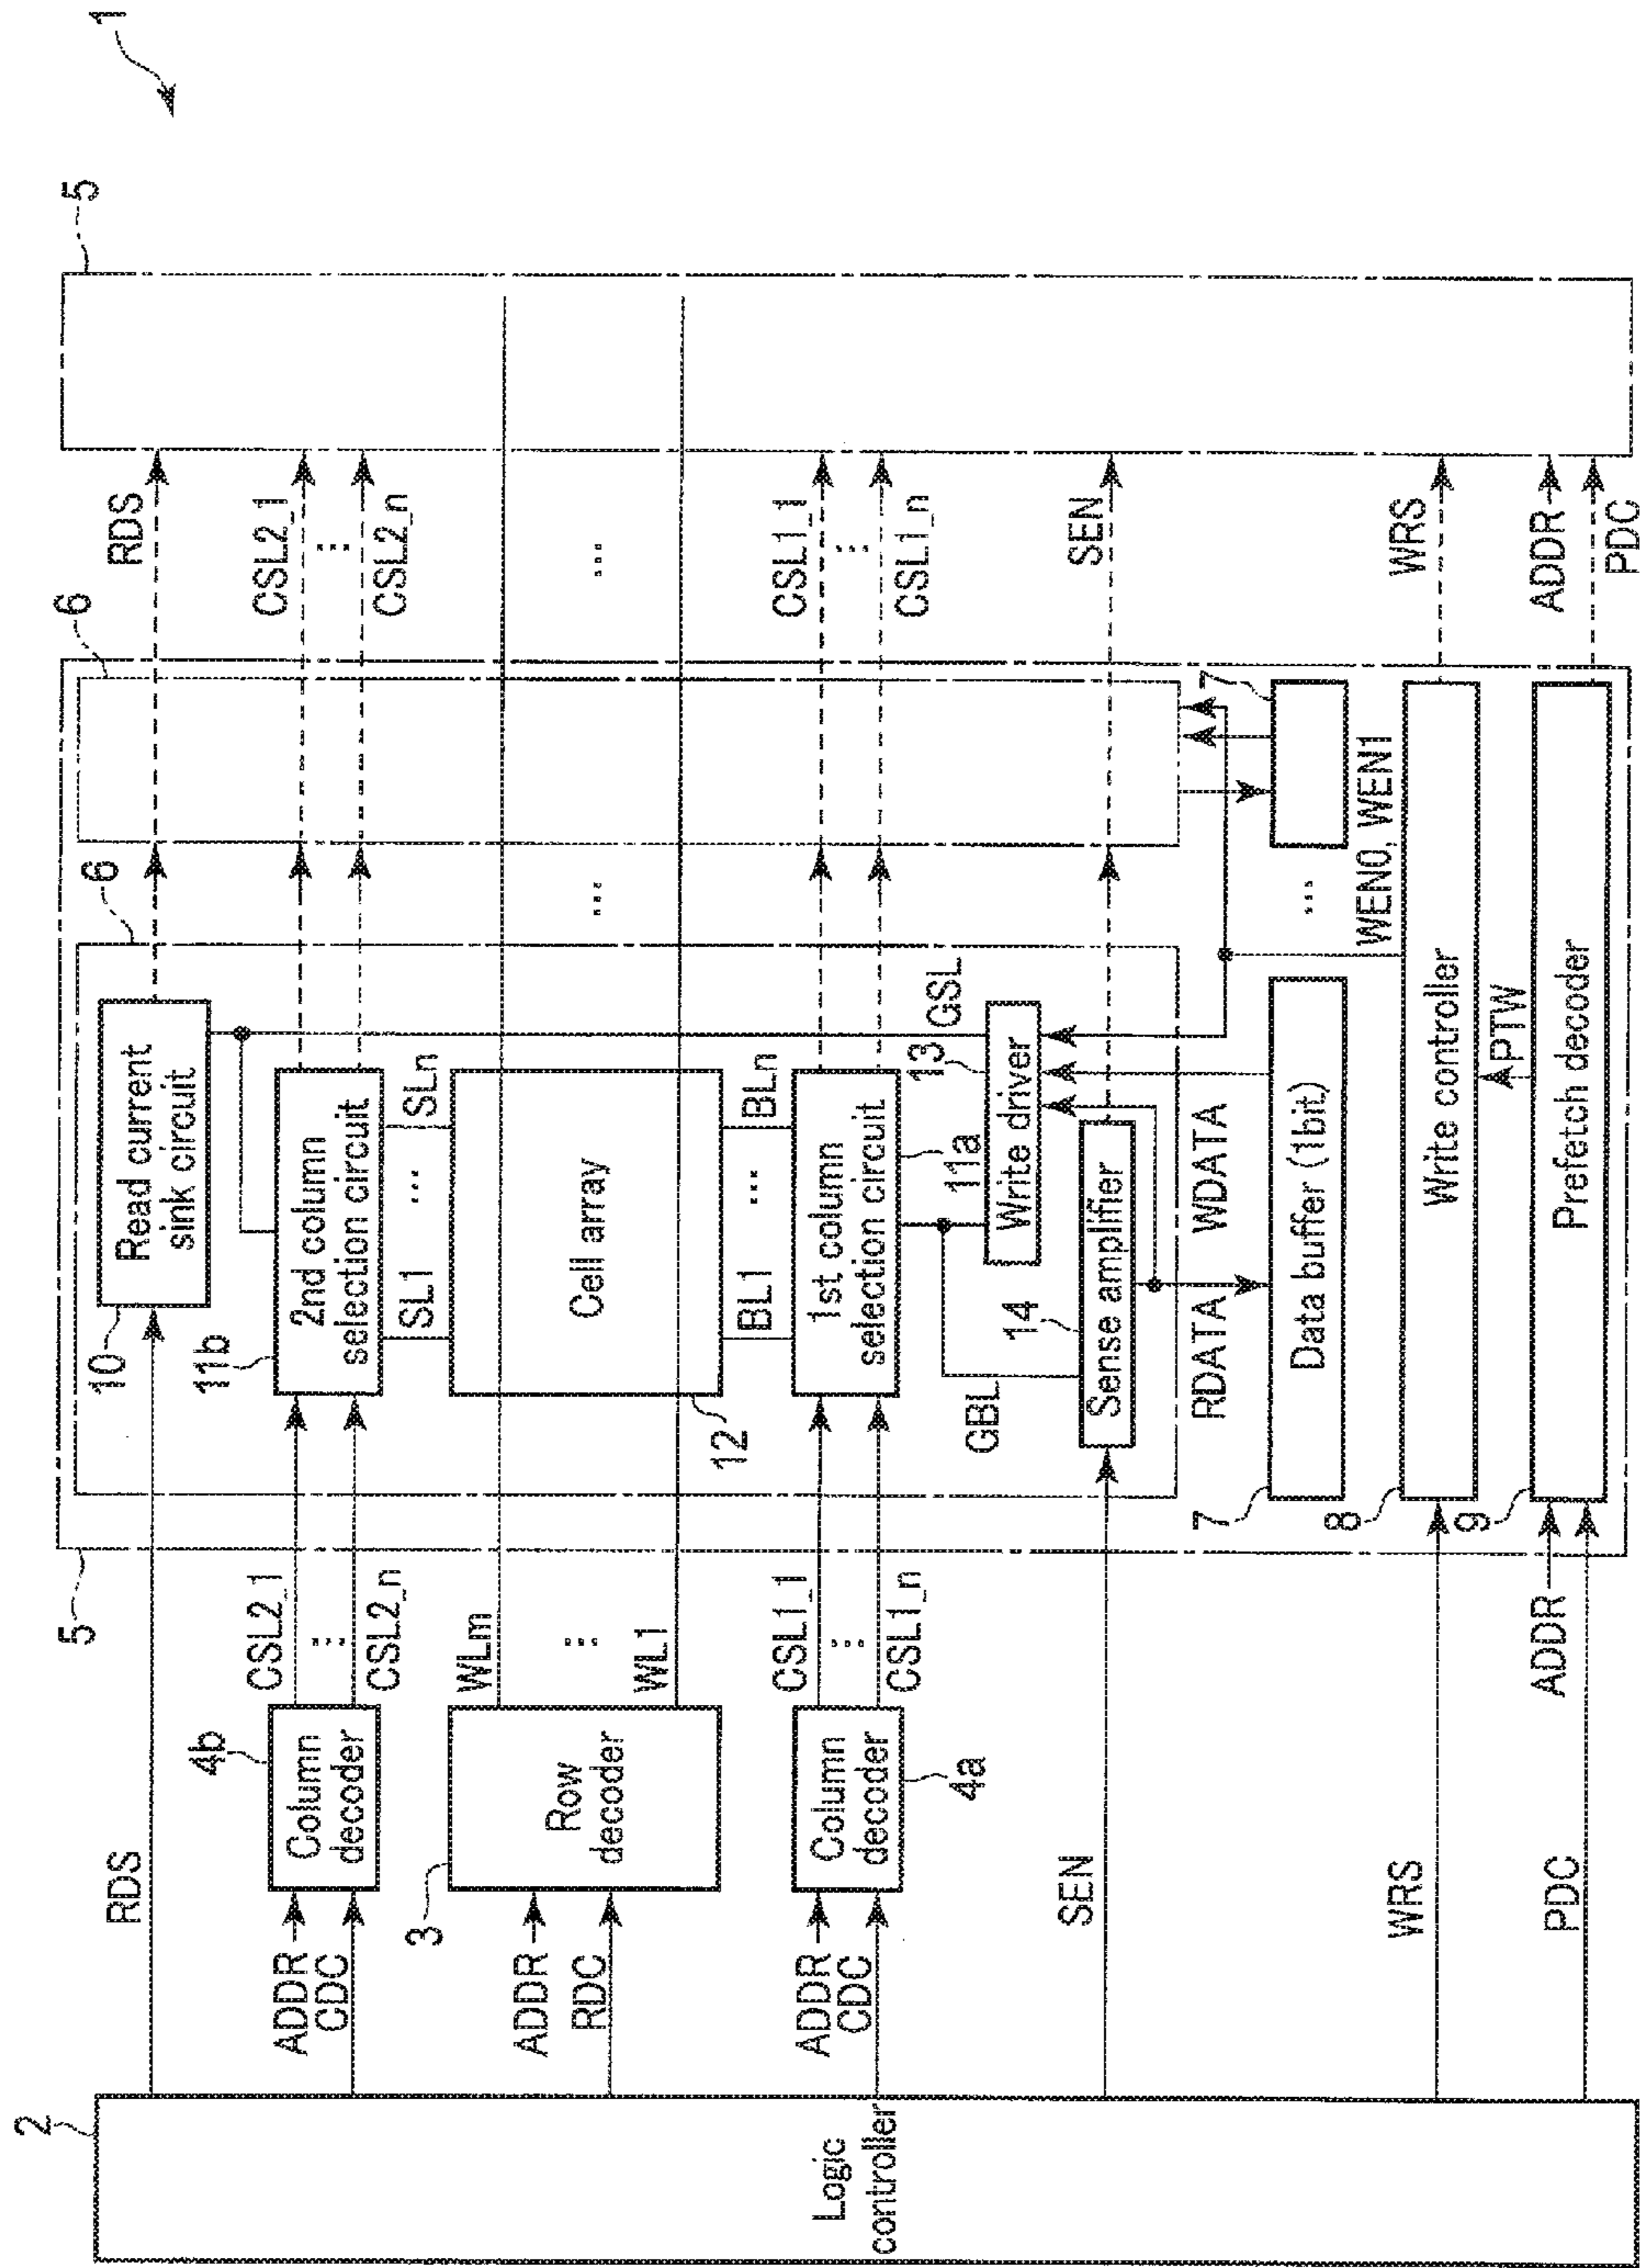 1
2
Logic
controller
RDS
ADDR
CDC
4b
Column
decoder
CSL2_1
...
CSL2_n
ADDR
RDC
3
Row
decoder
WLm
...
WL1
ADDR
CDC
Column
decoder
4a
CSL1_1
...
CSL1_n
SEN
WRS
PDC
ADDR
5
6
10
Read current
sink circuit
11b
2nd column
selection circuit
SL1
...
SLn
Cell array
12
BL1
...
BLn
1st column
selection circuit
11a
GBL
GSL
13
Write driver
14
Sense amplifier
RDATA
WDATA
7
Data buffer (1bit)
...
7
WEN0, WEN1
8
Write controller
PTW
9
Prefetch decoder
...
6
RDS
CSL2_1
...
CSL2_n
...
CSL1_1
...
CSL1_n
SEN
WRS
ADDR
PDC
5